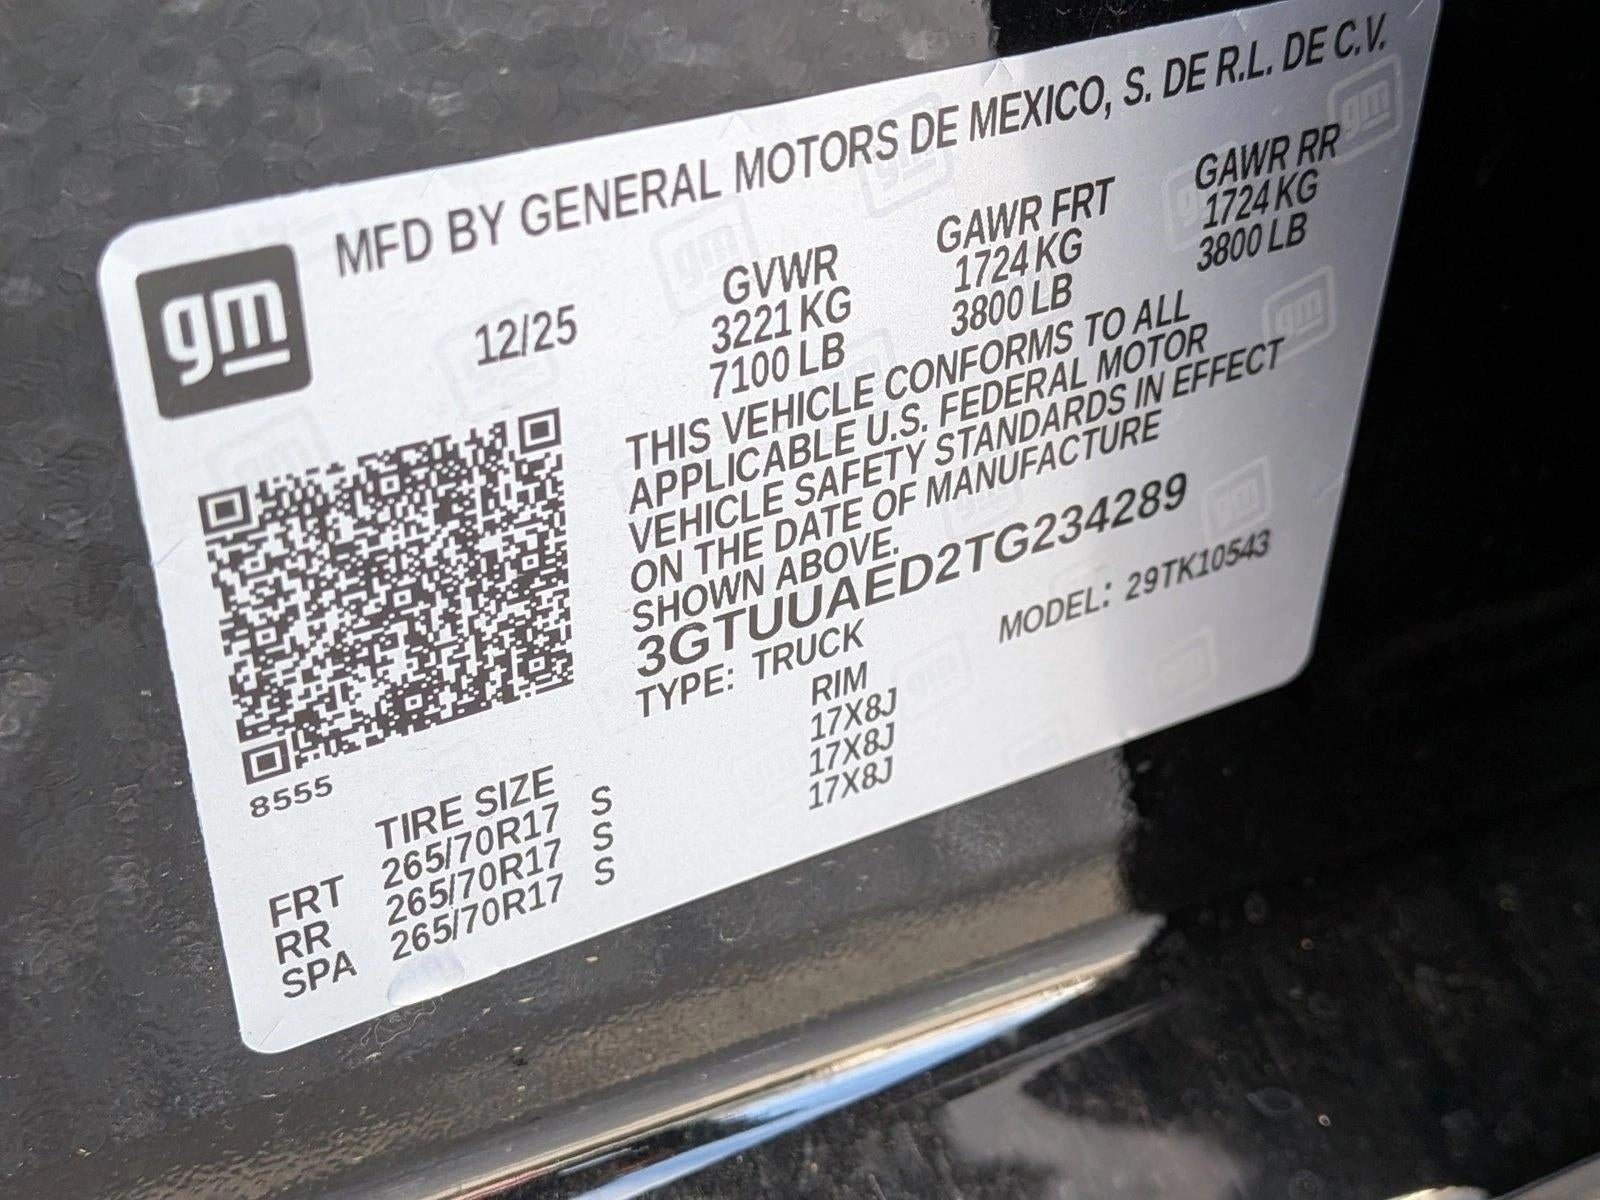 MFD BY GENERAL MOTORS DE MEXICO, S. DE R.L. DE C.V.
gm
12/25
GVWR
3221 KG
7100 LB
GAWR FRT
1724 KG
3800 LB
GAWR RR
1724 KG
3800 LB
THIS VEHICLE CONFORMS TO ALL
APPLICABLE U.S. FEDERAL MOTOR
VEHICLE SAFETY STANDARDS IN EFFECT
ON THE DATE OF MANUFACTURE
SHOWN ABOVE.
3GTUUAED2TG234289
TYPE: TRUCK
MODEL: 29TK10543
8555
TIRE SIZE
RIM
FRT 265/70R17 S 17X8J
RR 265/70R17 S 17X8J
SPA 265/70R17 S 17X8J